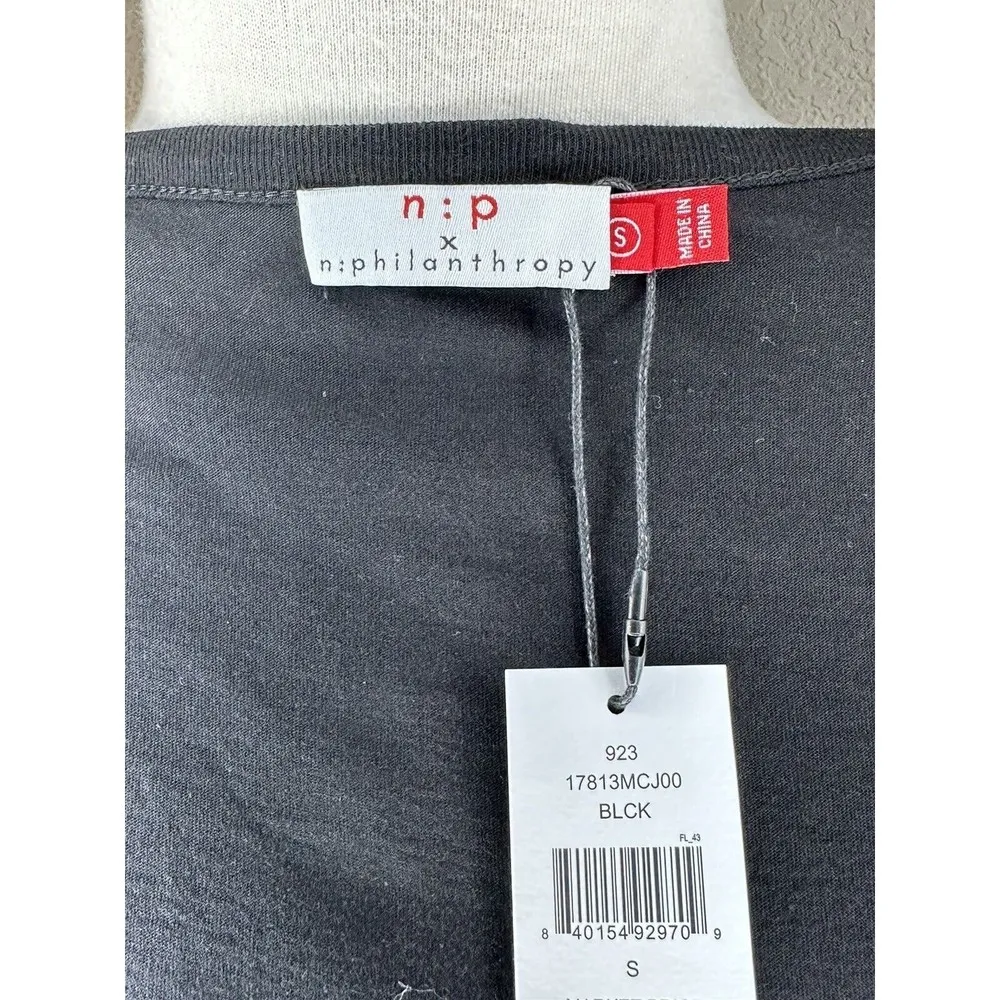 n:p
x
n:philanthropy
S
MADE IN
CHINA
923
17813MCJ00
BLCK
FL_43
8 40154 92970 9
S